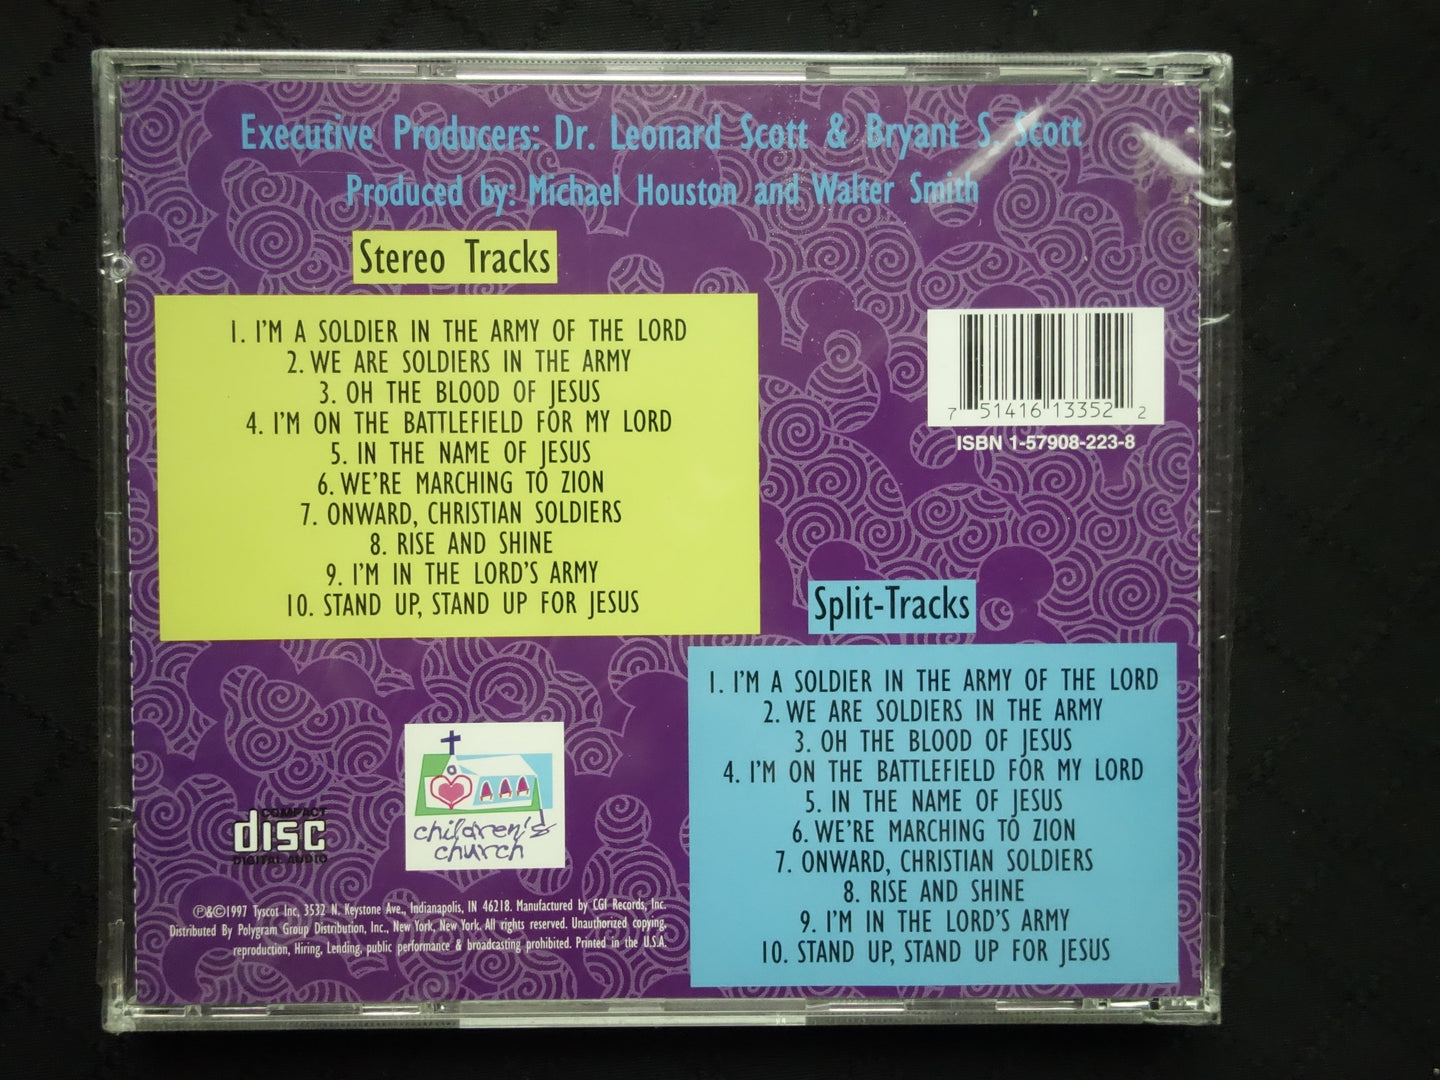 Executive Producers: Dr. Leonard Scott & Bryant S. Scott
Produced by: Michael Houston and Walter Smith
Stereo Tracks
1. I'M A SOLDIER IN THE ARMY OF THE LORD
2. WE ARE SOLDIERS IN THE ARMY
3. OH THE BLOOD OF JESUS
4. I'M ON THE BATTLEFIELD FOR MY LORD
5. IN THE NAME OF JESUS
6. WE'RE MARCHING TO ZION
7. ONWARD, CHRISTIAN SOLDIERS
8. RISE AND SHINE
9. I'M IN THE LORD'S ARMY
10. STAND UP, STAND UP FOR JESUS
7 51416 13352 2
ISBN 1-57908-223-8
Split-Tracks
1. I'M A SOLDIER IN THE ARMY OF THE LORD
2. WE ARE SOLDIERS IN THE ARMY
3. OH THE BLOOD OF JESUS
4. I'M ON THE BATTLEFIELD FOR MY LORD
5. IN THE NAME OF JESUS
6. WE'RE MARCHING TO ZION
7. ONWARD, CHRISTIAN SOLDIERS
8. RISE AND SHINE
9. I'M IN THE LORD'S ARMY
10. STAND UP, STAND UP FOR JESUS
COMPACT
disc
DIGITAL AUDIO
children's
church
℗&©1997 Tyscot Inc, 3532 N. Keystone Ave., Indianapolis, IN 46218. Manufactured by CGI Records, Inc.
Distributed By Polygram Group Distribution, Inc., New York, New York. All rights reserved. Unauthorized copying,
reproduction, Hiring, Lending, public performance & broadcasting prohibited. Printed in the U.S.A.